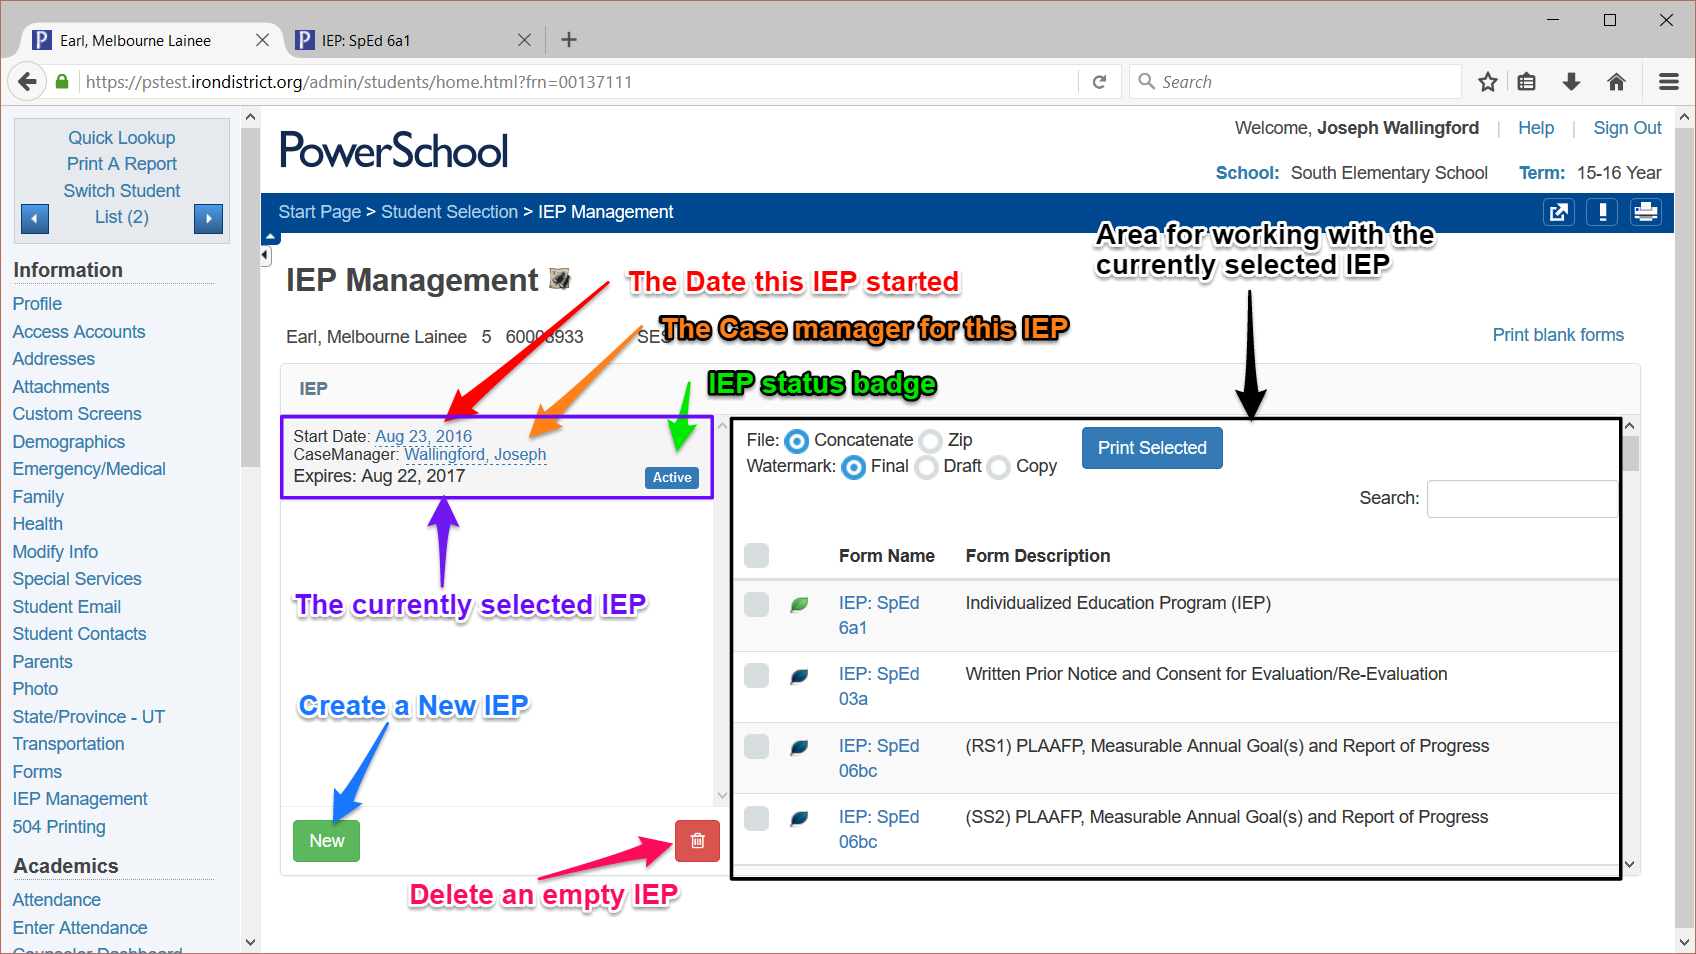 Earl, Melbourne Lainee
IEP: SpEd 6a1
https://pstest.irondistrict.org/admin/students/home.html?frn=00137111
Search
Quick Lookup
Print A Report
Switch Student
List (2)
PowerSchool
Welcome, Joseph Wallingford | Help | Sign Out
School: South Elementary School Term: 15-16 Year
Start Page > Student Selection > IEP Management
Information
Profile
Access Accounts
Addresses
Attachments
Custom Screens
Demographics
Emergency/Medical
Family
Health
Modify Info
Special Services
Student Email
Student Contacts
Parents
Photo
State/Province - UT
Transportation
Forms
IEP Management
504 Printing
Academics
Attendance
Enter Attendance
Counselor Dashboard
IEP Management
The Date this IEP started
Area for working with the
currently selected IEP
Earl, Melbourne Lainee 5 SES
The Case manager for this IEP
Print blank forms
IEP
IEP status badge
Start Date: Aug 23, 2016
CaseManager: Wallingford, Joseph
Expires: Aug 22, 2017
Active
The currently selected IEP
Create a New IEP
New
Delete an empty IEP
File: Concatenate Zip
Watermark: Final Draft Copy
Print Selected
Search:
Form Name Form Description
IEP: SpEd
6a1
Individualized Education Program (IEP)
IEP: SpEd
03a
Written Prior Notice and Consent for Evaluation/Re-Evaluation
IEP: SpEd
06bc
(RS1) PLAAFP, Measurable Annual Goal(s) and Report of Progress
IEP: SpEd
06bc
(SS2) PLAAFP, Measurable Annual Goal(s) and Report of Progress